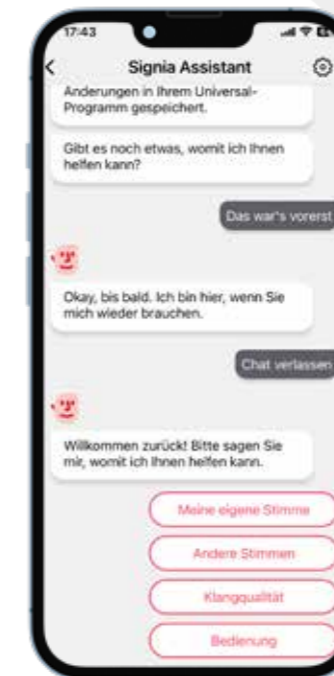 17:43
Signia Assistant
Änderungen in Ihrem Universal-
Programm gespeichert.
Gibt es noch etwas, womit ich Ihnen
helfen kann?
Das war's vorerst
Okay, bis bald. Ich bin hier, wenn Sie
mich wieder brauchen.
Chat verlassen
Willkommen zurück! Bitte sagen Sie
mir, womit ich Ihnen helfen kann.
Meine eigene Stimme
Andere Stimmen
Klangqualität
Bedienung